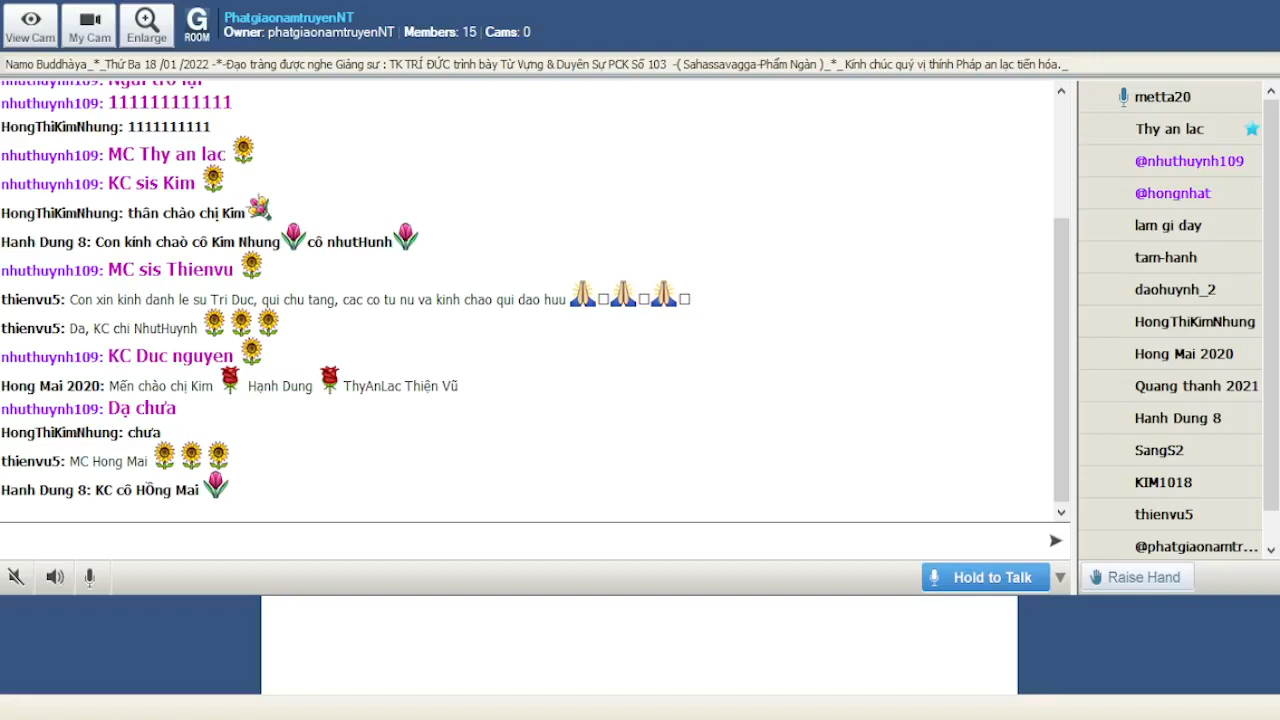 View Cam
My Cam
Enlarge
G
ROOM
PhatgiaonamtruyenNT
Owner: phatgiaonamtruyenNT | Members: 15 | Cams: 0
Namo Buddhàya_*_Thứ Ba 18 /01 /2022 -*-Đạo tràng được nghe Giảng sư : TK TRÍ ĐỨC trình bày Từ Vựng & Duyên Sự PCK Số 103 -( Sahassavagga-Phẩm Ngàn )_*_ Kính chúc quý vị thính Pháp an lạc tiến hóa._
nhuthuynh109: 111111111111
HongThiKimNhung: 1111111111
nhuthuynh109: MC Thy an lac
nhuthuynh109: KC sis Kim
HongThiKimNhung: thân chào chị Kim
Hanh Dung 8: Con kính chaò cô Kim Nhung cô nhutHunh
nhuthuynh109: MC sis Thienvu
thienvu5: Con xin kinh danh le su Tri Duc, qui chu tang, cac co tu nu va kinh chao qui dao huu
thienvu5: Da, KC chi NhutHuynh
nhuthuynh109: KC Duc nguyen
Hong Mai 2020: Mến chào chị Kim Hạnh Dung ThyAnLac Thiện Vũ
nhuthuynh109: Dạ chưa
HongThiKimNhung: chưa
thienvu5: MC Hong Mai
Hanh Dung 8: KC cô HỒng Mai
metta20
Thy an lac
@nhuthuynh109
@hongnhat
lam gi day
tam-hanh
daohuynh_2
HongThiKimNhung
Hong Mai 2020
Quang thanh 2021
Hanh Dung 8
SangS2
KIM1018
thienvu5
@phatgiaonamtr...
Hold to Talk
Raise Hand